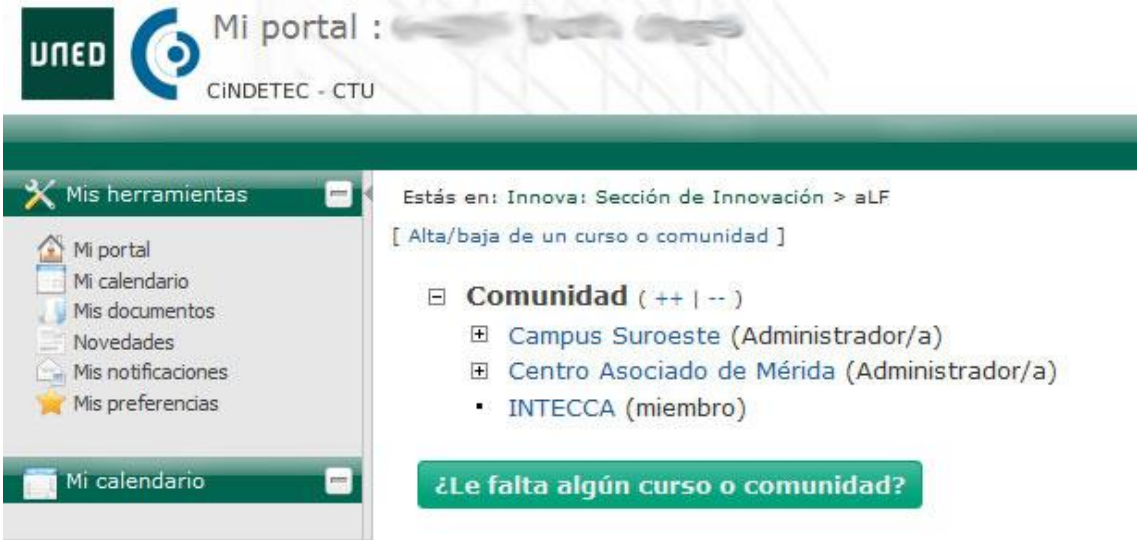 UNED
Mi portal :
CiNDETEC - CTU
Mis herramientas
Mi portal
Mi calendario
Mis documentos
Novedades
Mis notificaciones
Mis preferencias
Mi calendario
Estás en: Innova: Sección de Innovación > aLF
[ Alta/baja de un curso o comunidad ]
Comunidad ( ++ | -- )
Campus Suroeste (Administrador/a)
Centro Asociado de Mérida (Administrador/a)
INTECCA (miembro)
¿Le falta algún curso o comunidad?